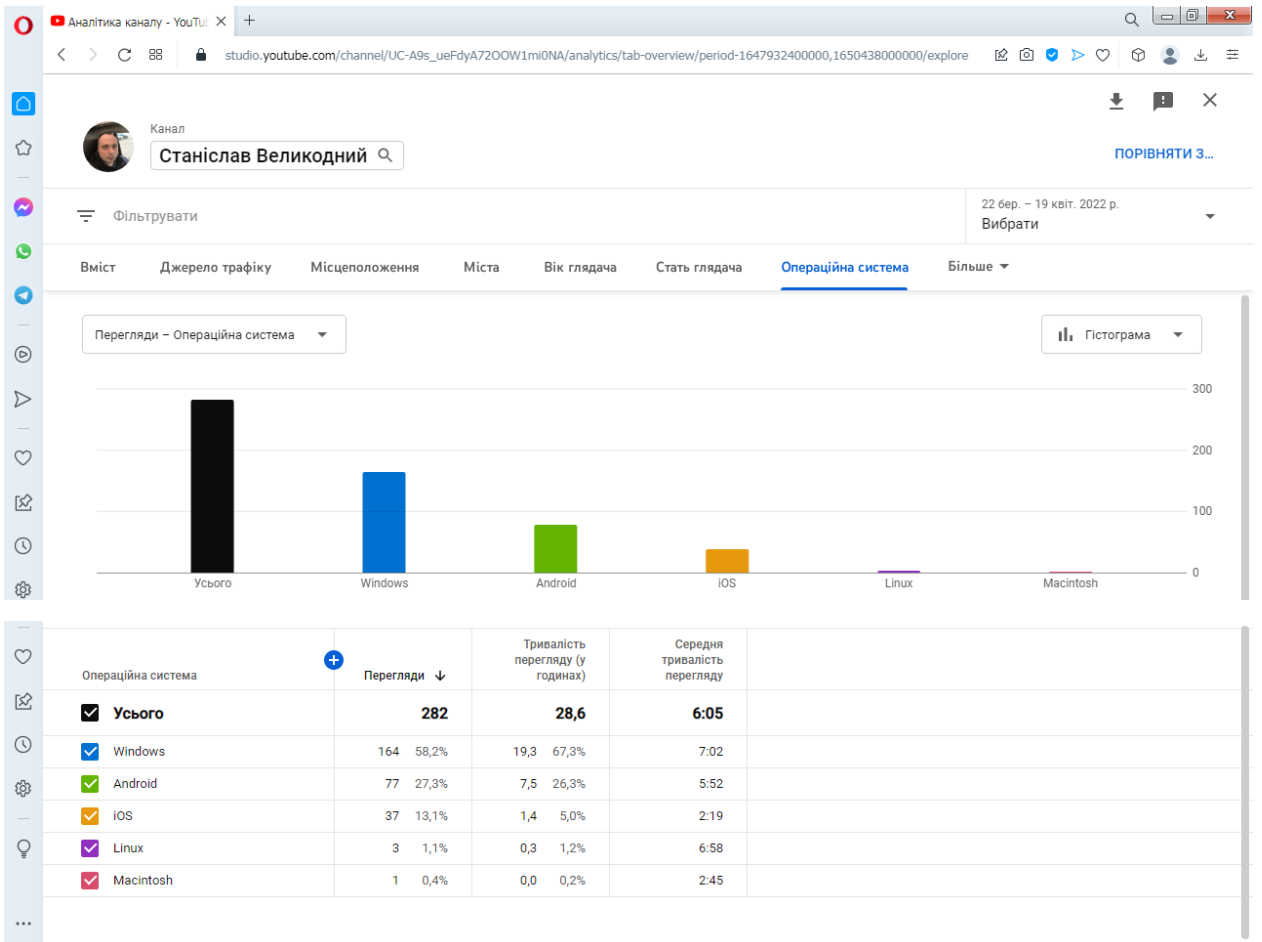 Аналітика каналу - YouTu
studio.youtube.com/channel/UC-A9s_ueFdyA72OOW1mi0NA/analytics/tab-overview/period-1647932400000,1650438000000/explore
Канал
Станіслав Великодний
ПОРІВНЯТИ З...
Фільтрувати
22 бер. – 19 квіт. 2022 р.
Вибрати
Вміст Джерело трафіку Місцеположення Міста Вік глядача Стать глядача Операційна система Більше
Перегляди – Операційна система
Гістограма
300
200
100
0
Усього Windows Android iOS Linux Macintosh
Операційна система
Перегляди
Тривалість
перегляду (у
годинах)
Середня
тривалість
перегляду
Усього 282 28,6 6:05
Windows 164 58,2% 19,3 67,3% 7:02
Android 77 27,3% 7,5 26,3% 5:52
iOS 37 13,1% 1,4 5,0% 2:19
Linux 3 1,1% 0,3 1,2% 6:58
Macintosh 1 0,4% 0,0 0,2% 2:45